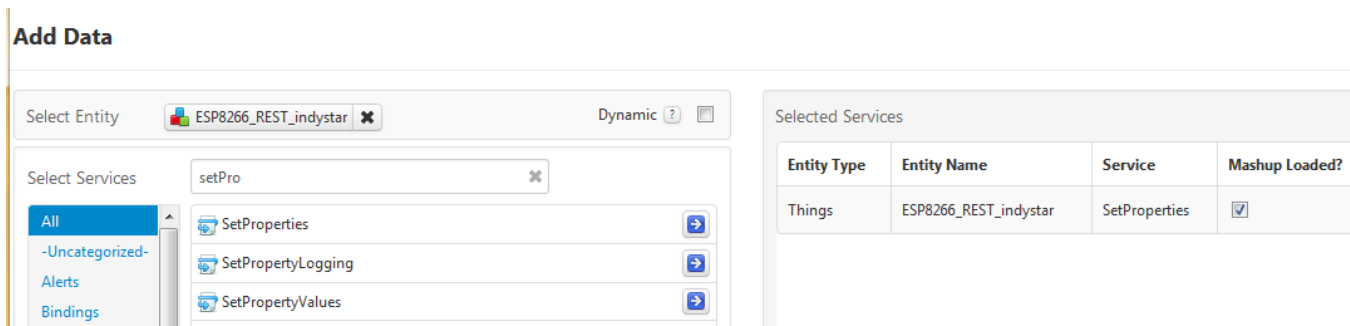 Add Data
Select Entity ESP8266_REST_indystar Dynamic ?
Select Services setPro
All
-Uncategorized-
Alerts
Bindings
SetProperties
SetPropertyLogging
SetPropertyValues
Selected Services
Entity Type Entity Name Service Mashup Loaded?
Things ESP8266_REST_indystar SetProperties